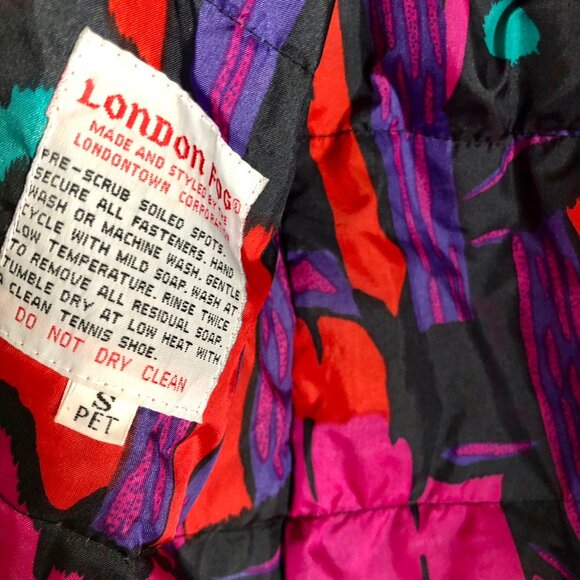 LONDON FOG®
MADE AND STYLED BY THE
LONDONTOWN CORPORATION
PRE-SCRUB SOILED SPOTS.
SECURE ALL FASTENERS. HAND
WASH OR MACHINE WASH. GENTLE
CYCLE WITH MILD SOAP. WASH AT
LOW TEMPERATURE. RINSE TWICE
TO REMOVE ALL RESIDUAL SOAP.
TUMBLE DRY AT LOW HEAT WITH
A CLEAN TENNIS SHOE.
DO NOT DRY CLEAN
S
PET